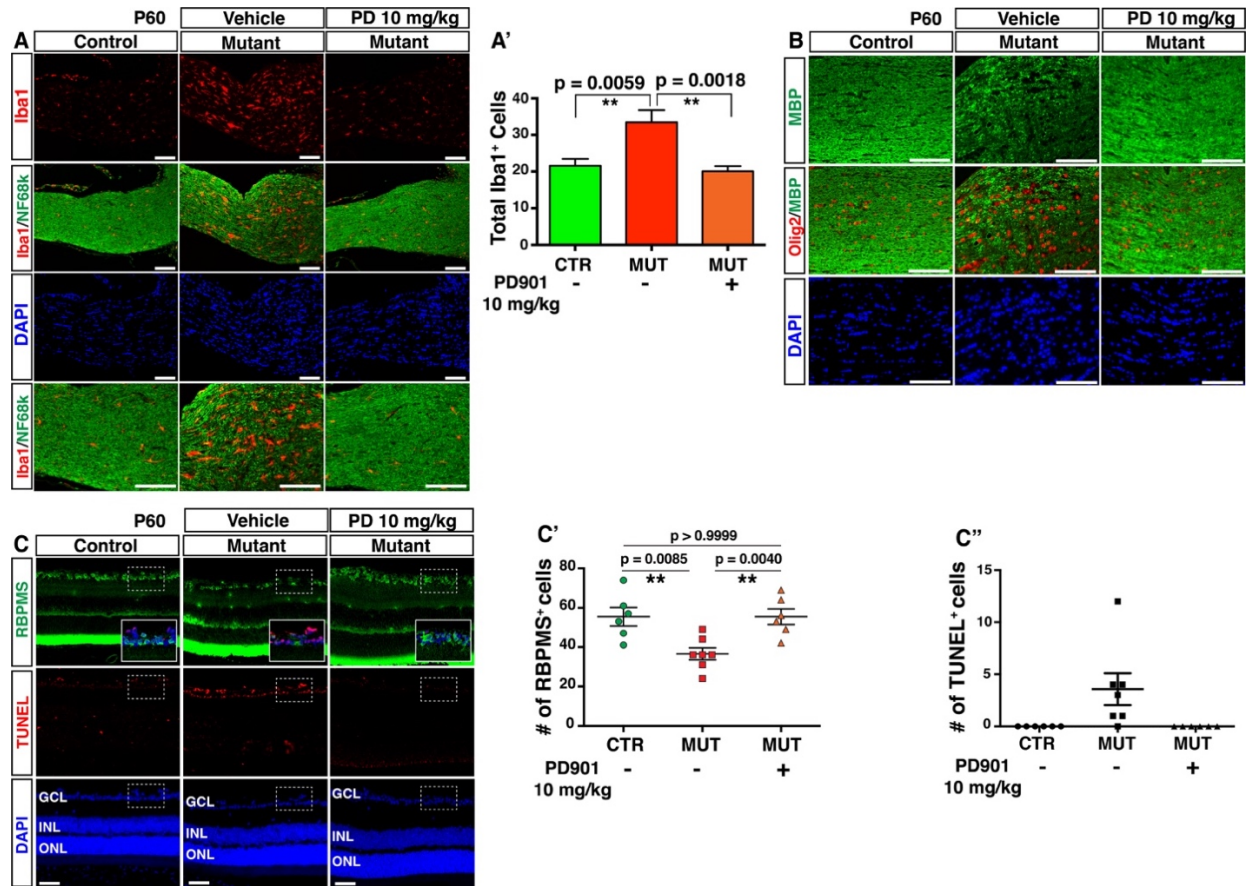 P60
Vehicle
PD 10 mg/kg
A
Control
Mutant
Mutant
Iba1
Iba1/NF68k
DAPI
Iba1/NF68k
A'
p = 0.0059
p = 0.0018
**
**
Total Iba1+ Cells
40
30
20
10
0
CTR
MUT
MUT
PD901
10 mg/kg
-
-
+
P60
Vehicle
PD 10 mg/kg
B
Control
Mutant
Mutant
MBP
Olig2/MBP
DAPI
P60
Vehicle
PD 10 mg/kg
C
Control
Mutant
Mutant
RBPMS
TUNEL
DAPI
GCL
INL
ONL
GCL
INL
ONL
GCL
INL
ONL
C'
p > 0.9999
p = 0.0085
p = 0.0040
**
**
# of RBPMS+ cells
80
60
40
20
0
CTR
MUT
MUT
PD901
10 mg/kg
-
-
+
C"
# of TUNEL+ cells
15
10
5
0
CTR
MUT
MUT
PD901
10 mg/kg
-
-
+